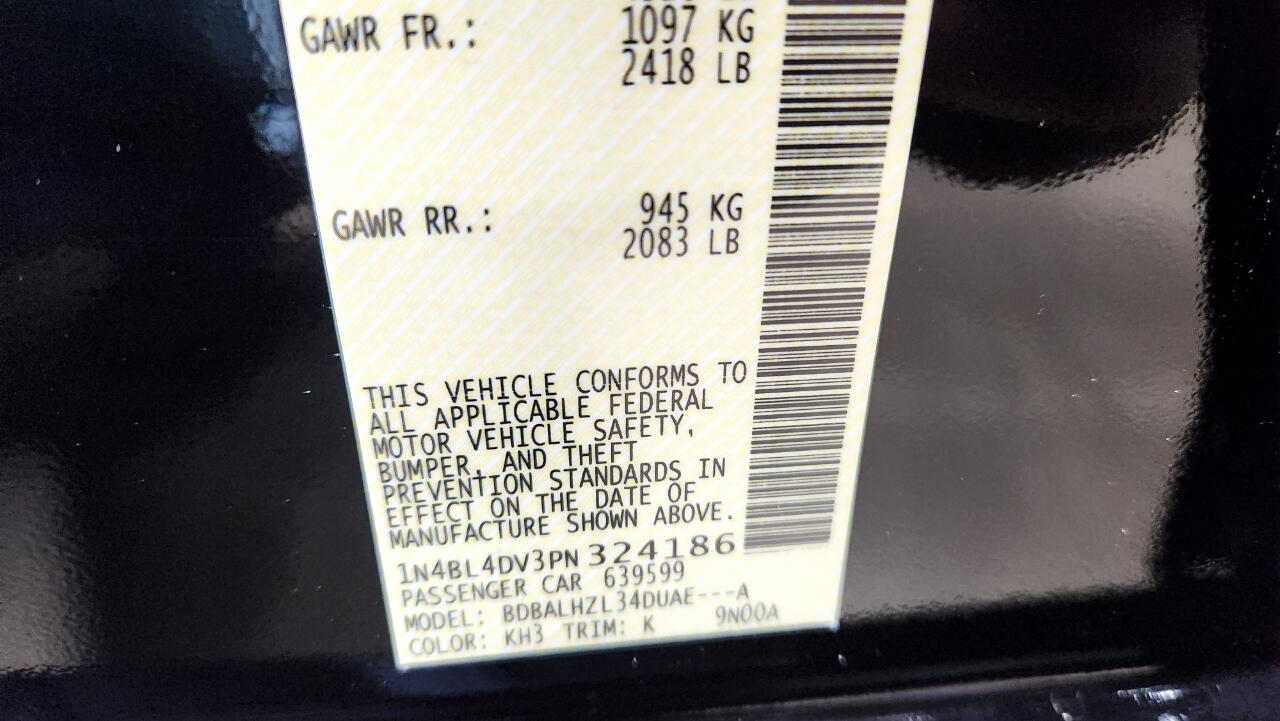 GAWR FR.: 1097 KG
2418 LB
GAWR RR.: 945 KG
2083 LB
THIS VEHICLE CONFORMS TO
ALL APPLICABLE FEDERAL
MOTOR VEHICLE SAFETY,
BUMPER, AND THEFT
PREVENTION STANDARDS IN
EFFECT ON THE DATE OF
MANUFACTURE SHOWN ABOVE.
1N4BL4DV3PN 324186
PASSENGER CAR 639599
MODEL: BDBALHZL34DUAE---A
COLOR: KH3 TRIM: K 9N00A